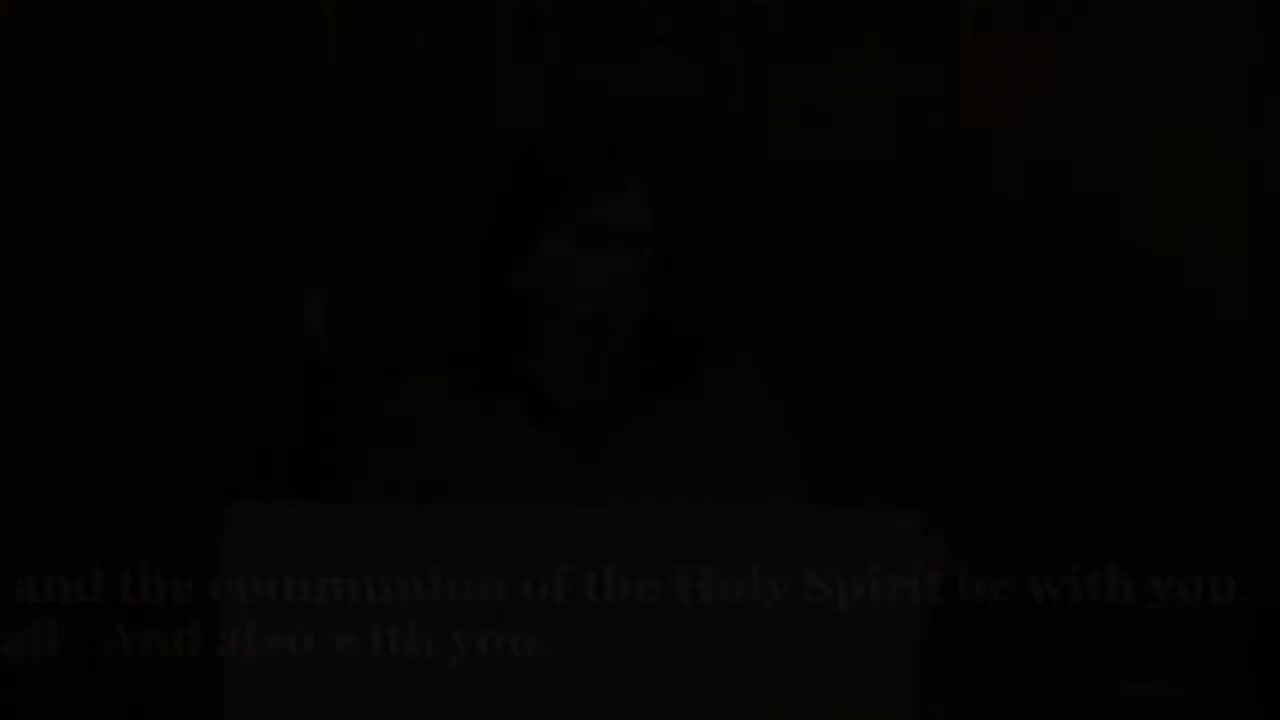 and the communion of the Holy Spirit be with you
all. And also with you.